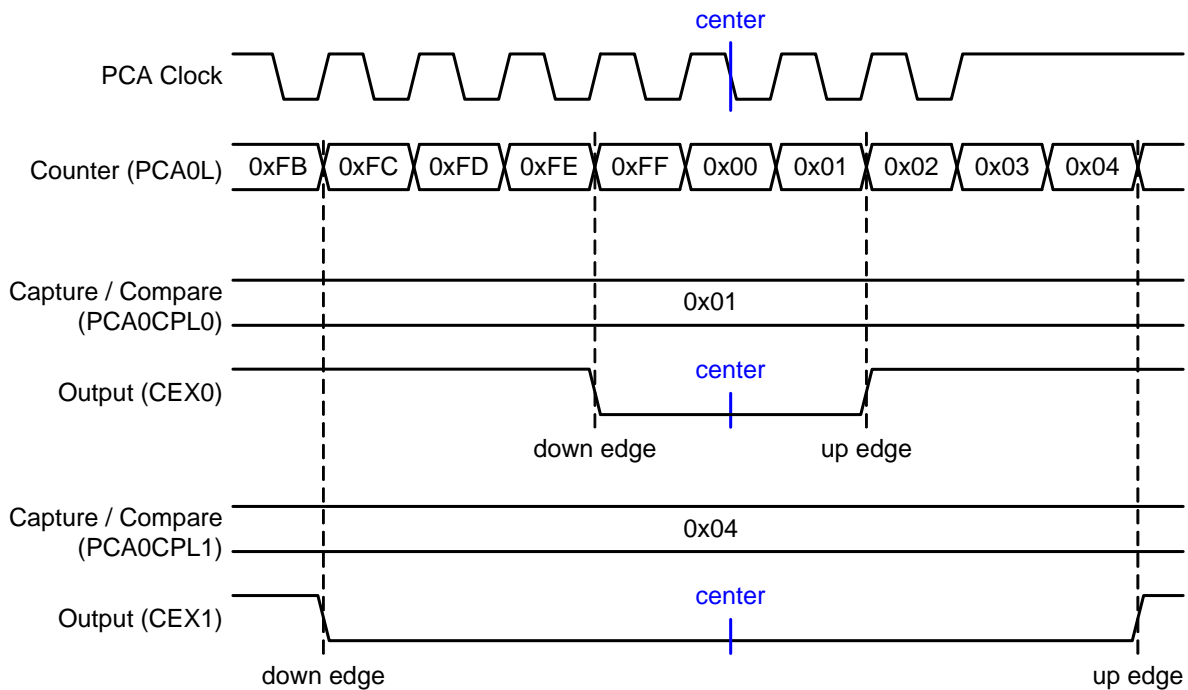 center
PCA Clock
Counter (PCA0L) 0xFB 0xFC 0xFD 0xFE 0xFF 0x00 0x01 0x02 0x03 0x04
Capture / Compare
(PCA0CPL0)
0x01
Output (CEX0)
center
down edge
up edge
Capture / Compare
(PCA0CPL1)
0x04
Output (CEX1)
center
down edge
up edge